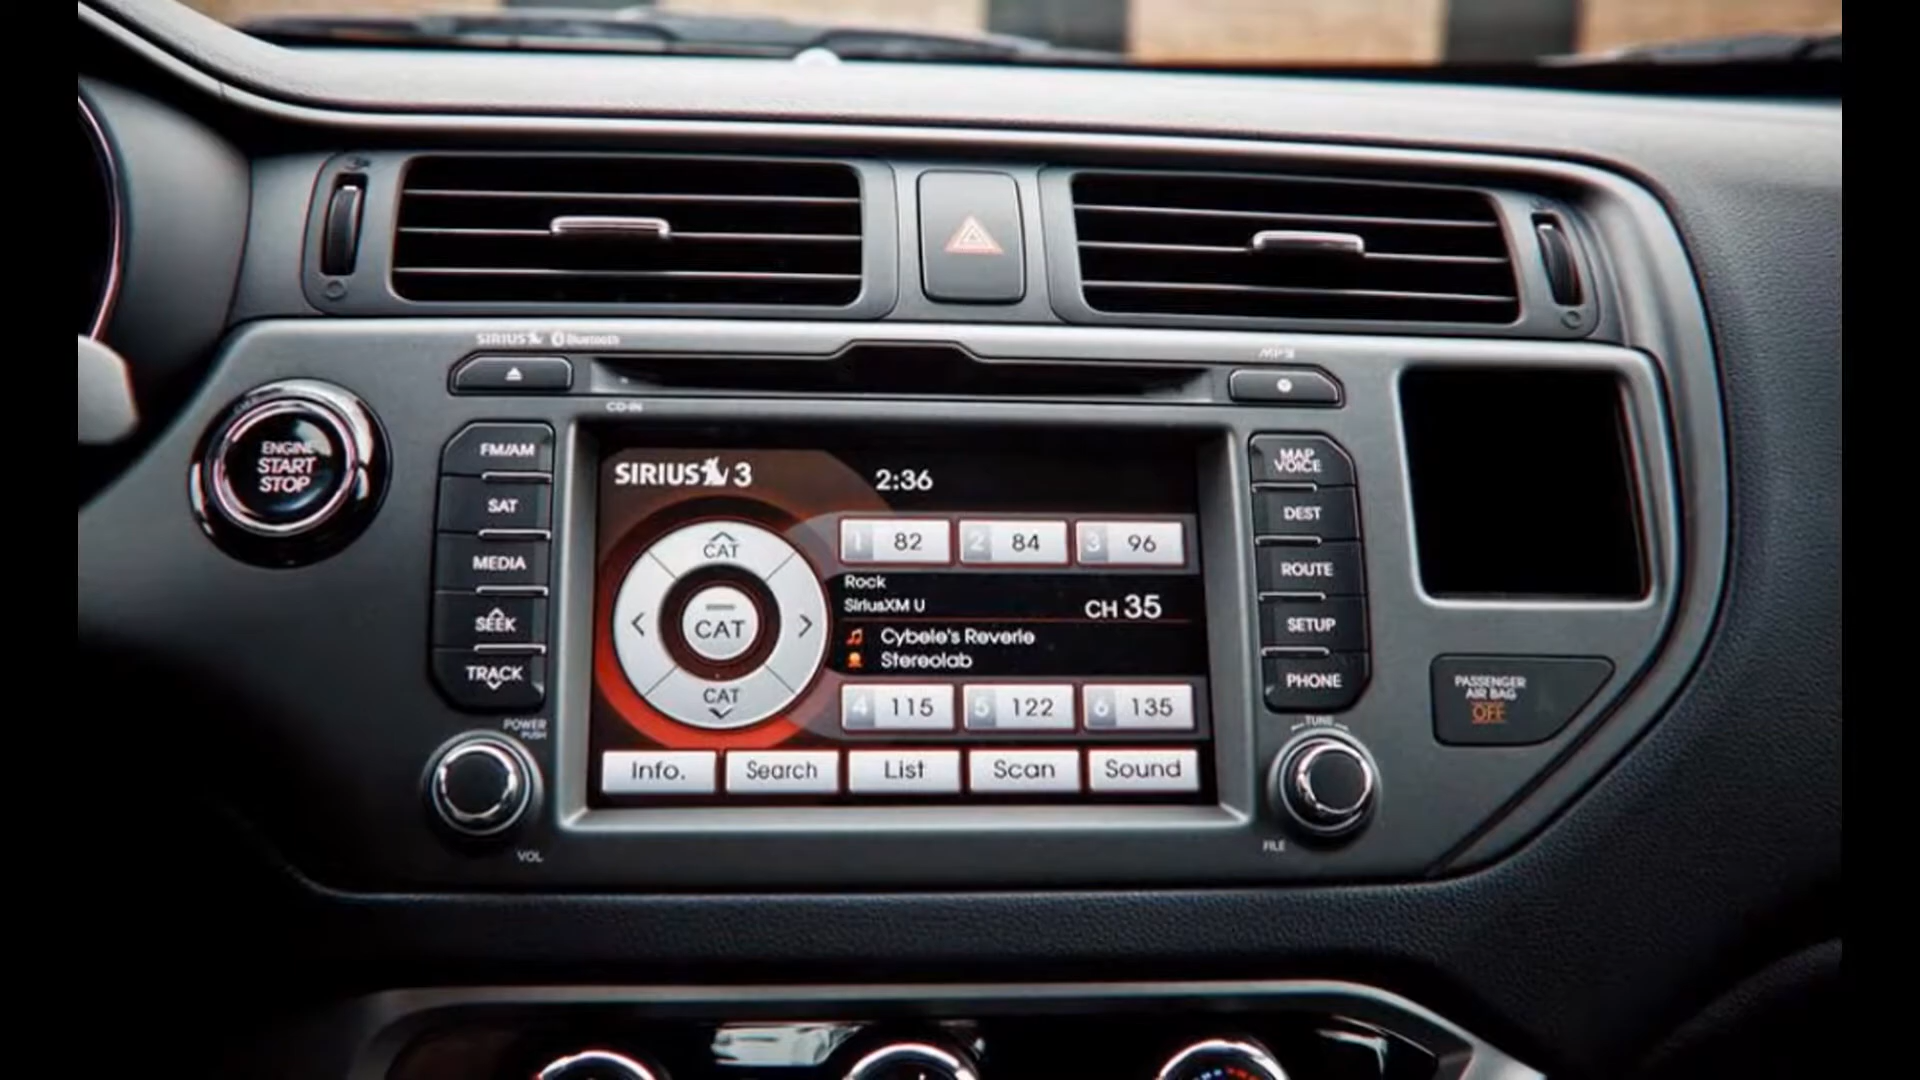 SIRIUS Bluetooth
MP3
CD-IN
ENGINE
START
STOP
FM/AM
SAT
MEDIA
SEEK
TRACK
POWER
PUSH
VOL
SIRIUS 3
2:36
CAT
CAT
CAT
1 82
2 84
3 96
Rock
SiriusXM U
CH 35
Cybele's Reverie
Stereolab
4 115
5 122
6 135
Info.
Search
List
Scan
Sound
MAP
VOICE
DEST
ROUTE
SETUP
PHONE
TUNE
FILE
PASSENGER
AIR BAG
OFF